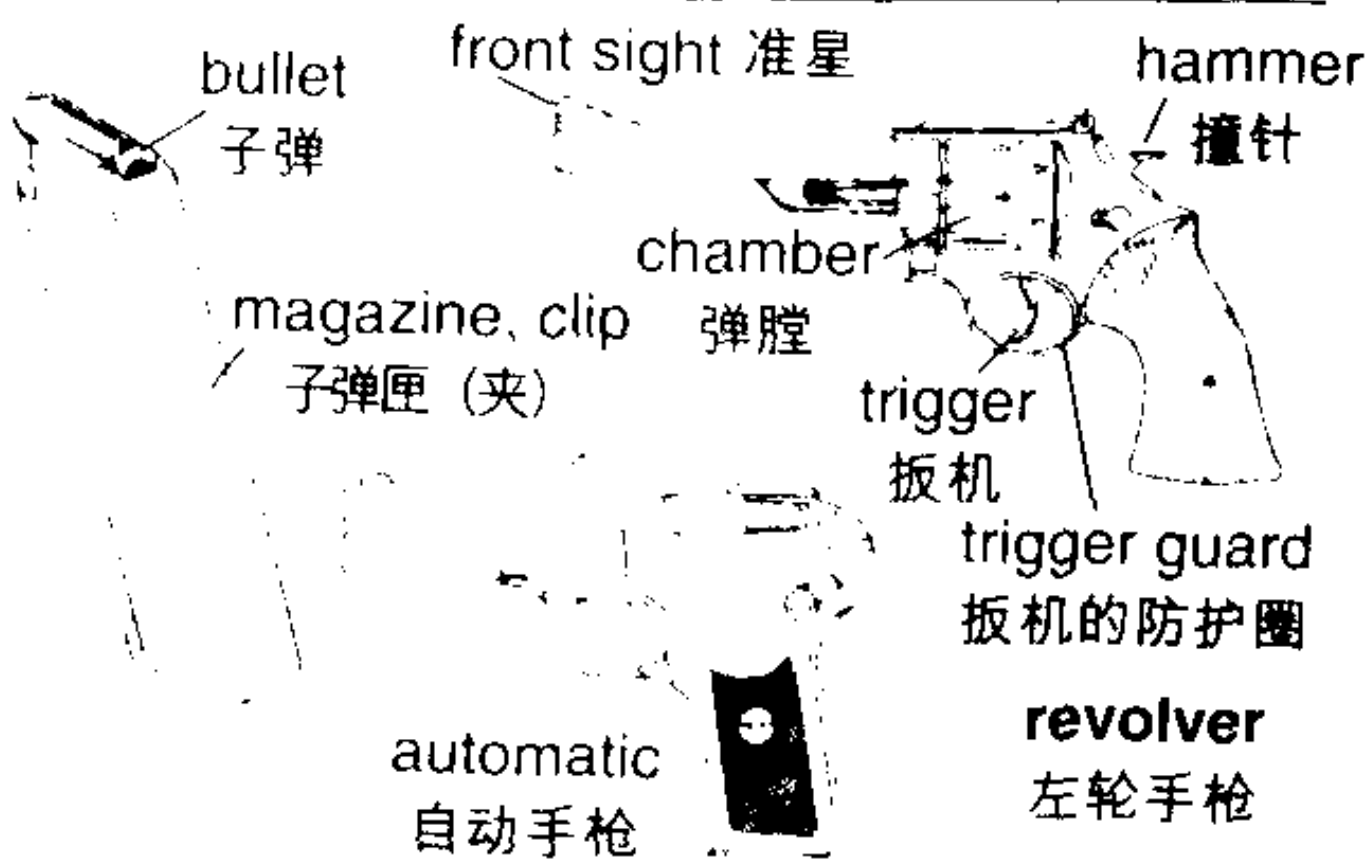 bullet
子弹
front sight 准星
hammer
撞针
chamber
弹膛
magazine, clip
子弹匣 (夹)
trigger
扳机
trigger guard
扳机的防护圈
revolver
左轮手枪
automatic
自动手枪